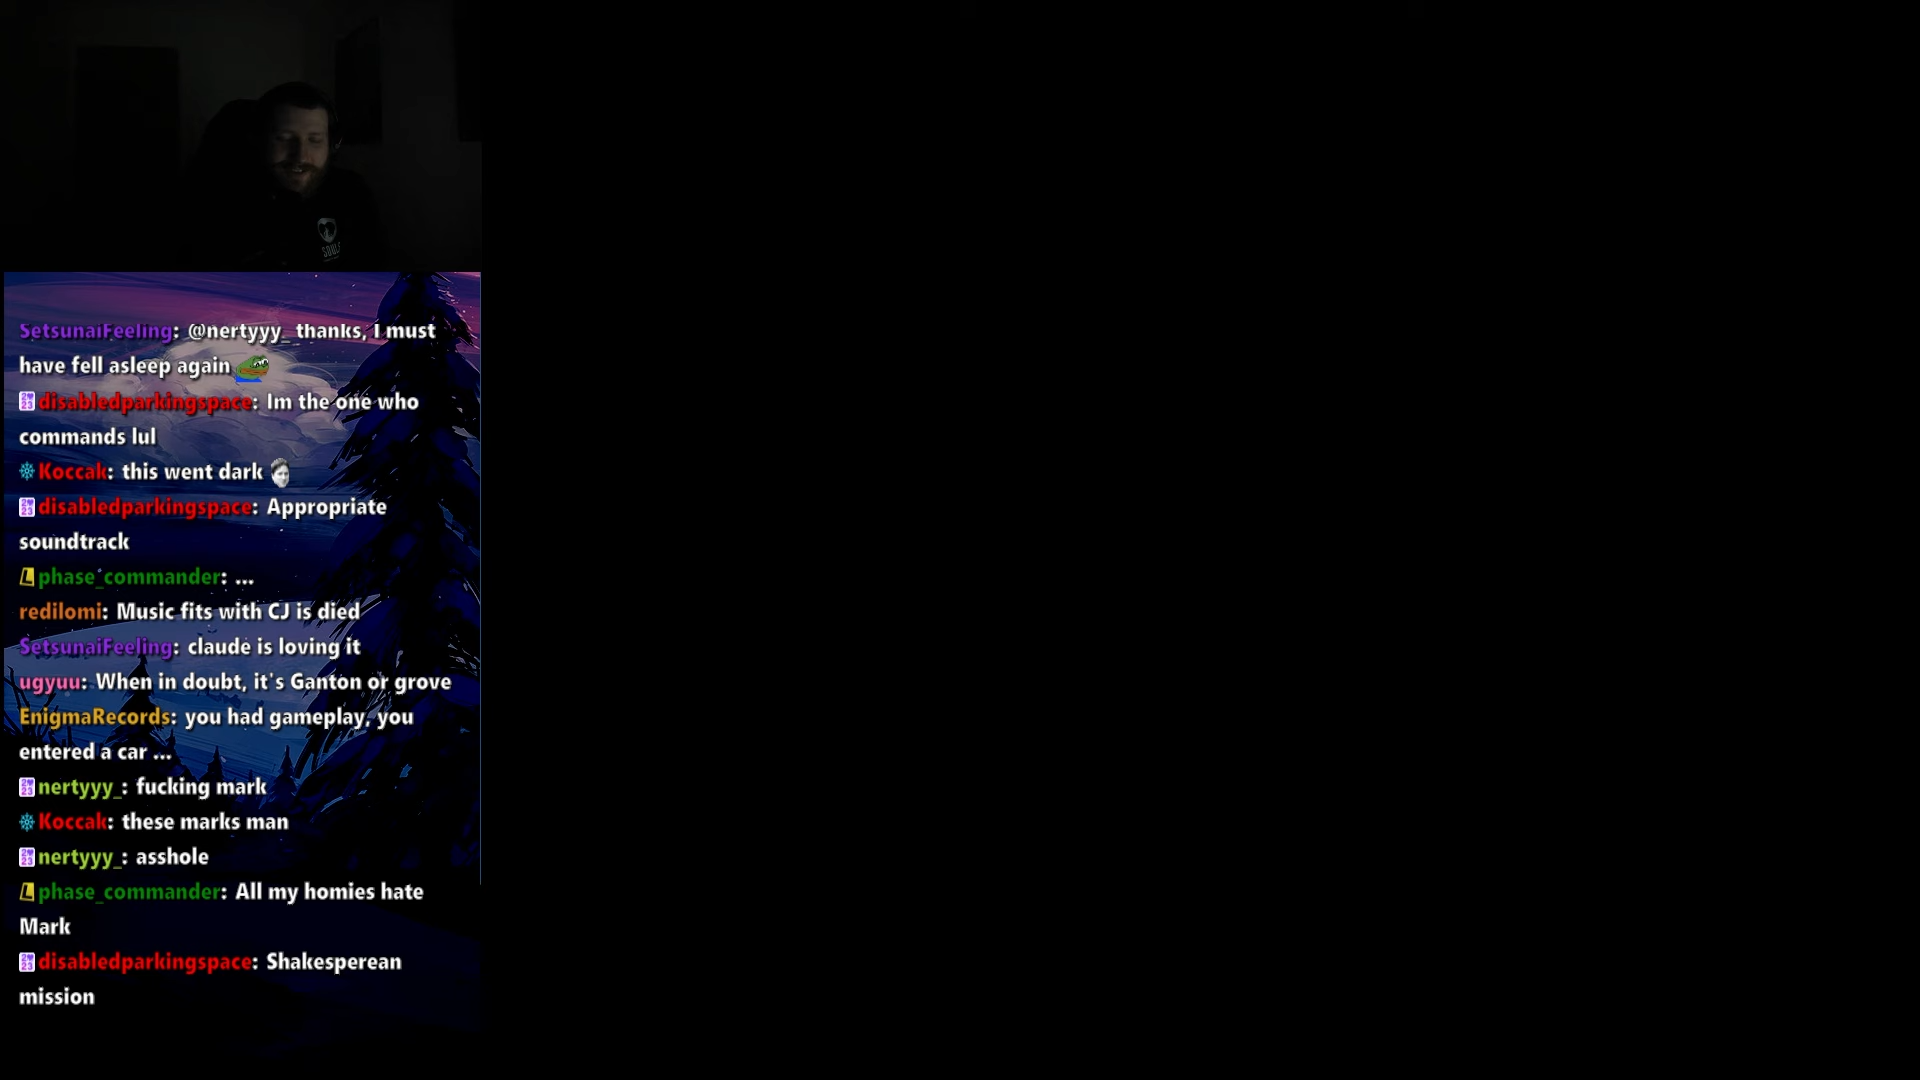 SOUL
SetsunaiFeeling: @nertyyy_ thanks, I must
have fell asleep again
disabledparkingspace: Im the one who
commands lul
Koccak: this went dark
disabledparkingspace: Appropriate
soundtrack
phase_commander: ...
redilomi: Music fits with CJ is died
SetsunaiFeeling: claude is loving it
ugyuu: When in doubt, it's Ganton or grove
EnigmaRecords: you had gameplay, you
entered a car ...
nertyyy_: fucking mark
Koccak: these marks man
nertyyy_: asshole
phase_commander: All my homies hate
Mark
disabledparkingspace: Shakesperean
mission